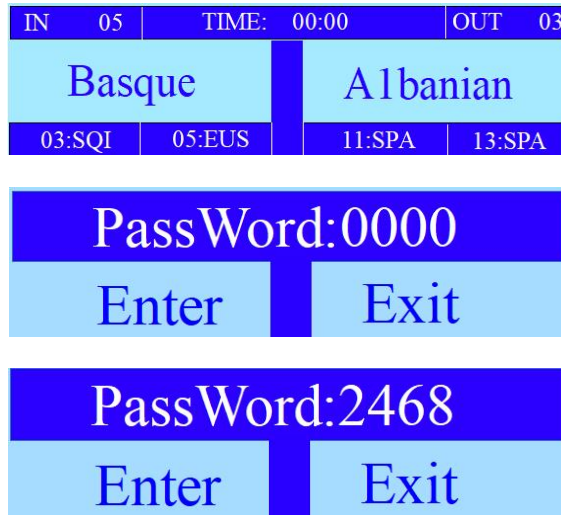 IN 05 TIME: 00:00 OUT 03
Basque A1banian
03:SQI 05:EUS 11:SPA 13:SPA
PassWord:0000
Enter Exit
PassWord:2468
Enter Exit